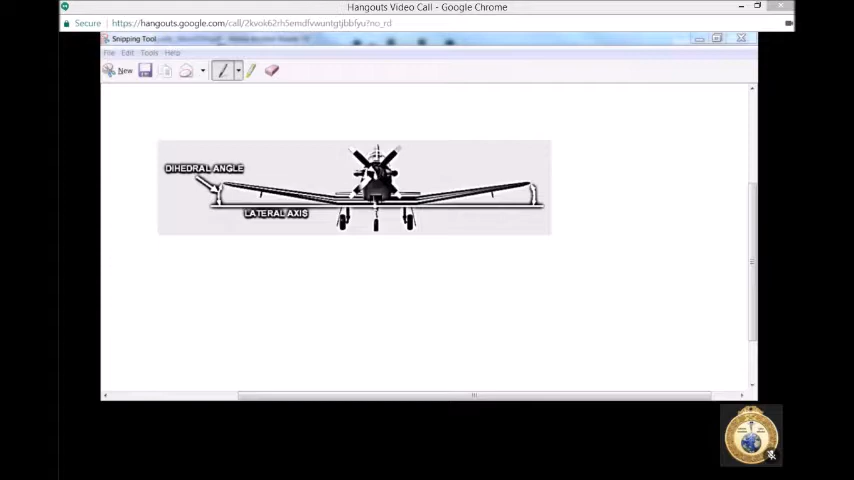 Hangouts Video Call - Google Chrome
Secure https://hangouts.google.com/call/2kvok62rh5emdfvwuntgtjbbfyu?no_rd
Snipping Tool
File Edit Tools Help
New
DIHEDRAL ANGLE
LATERAL AXIS